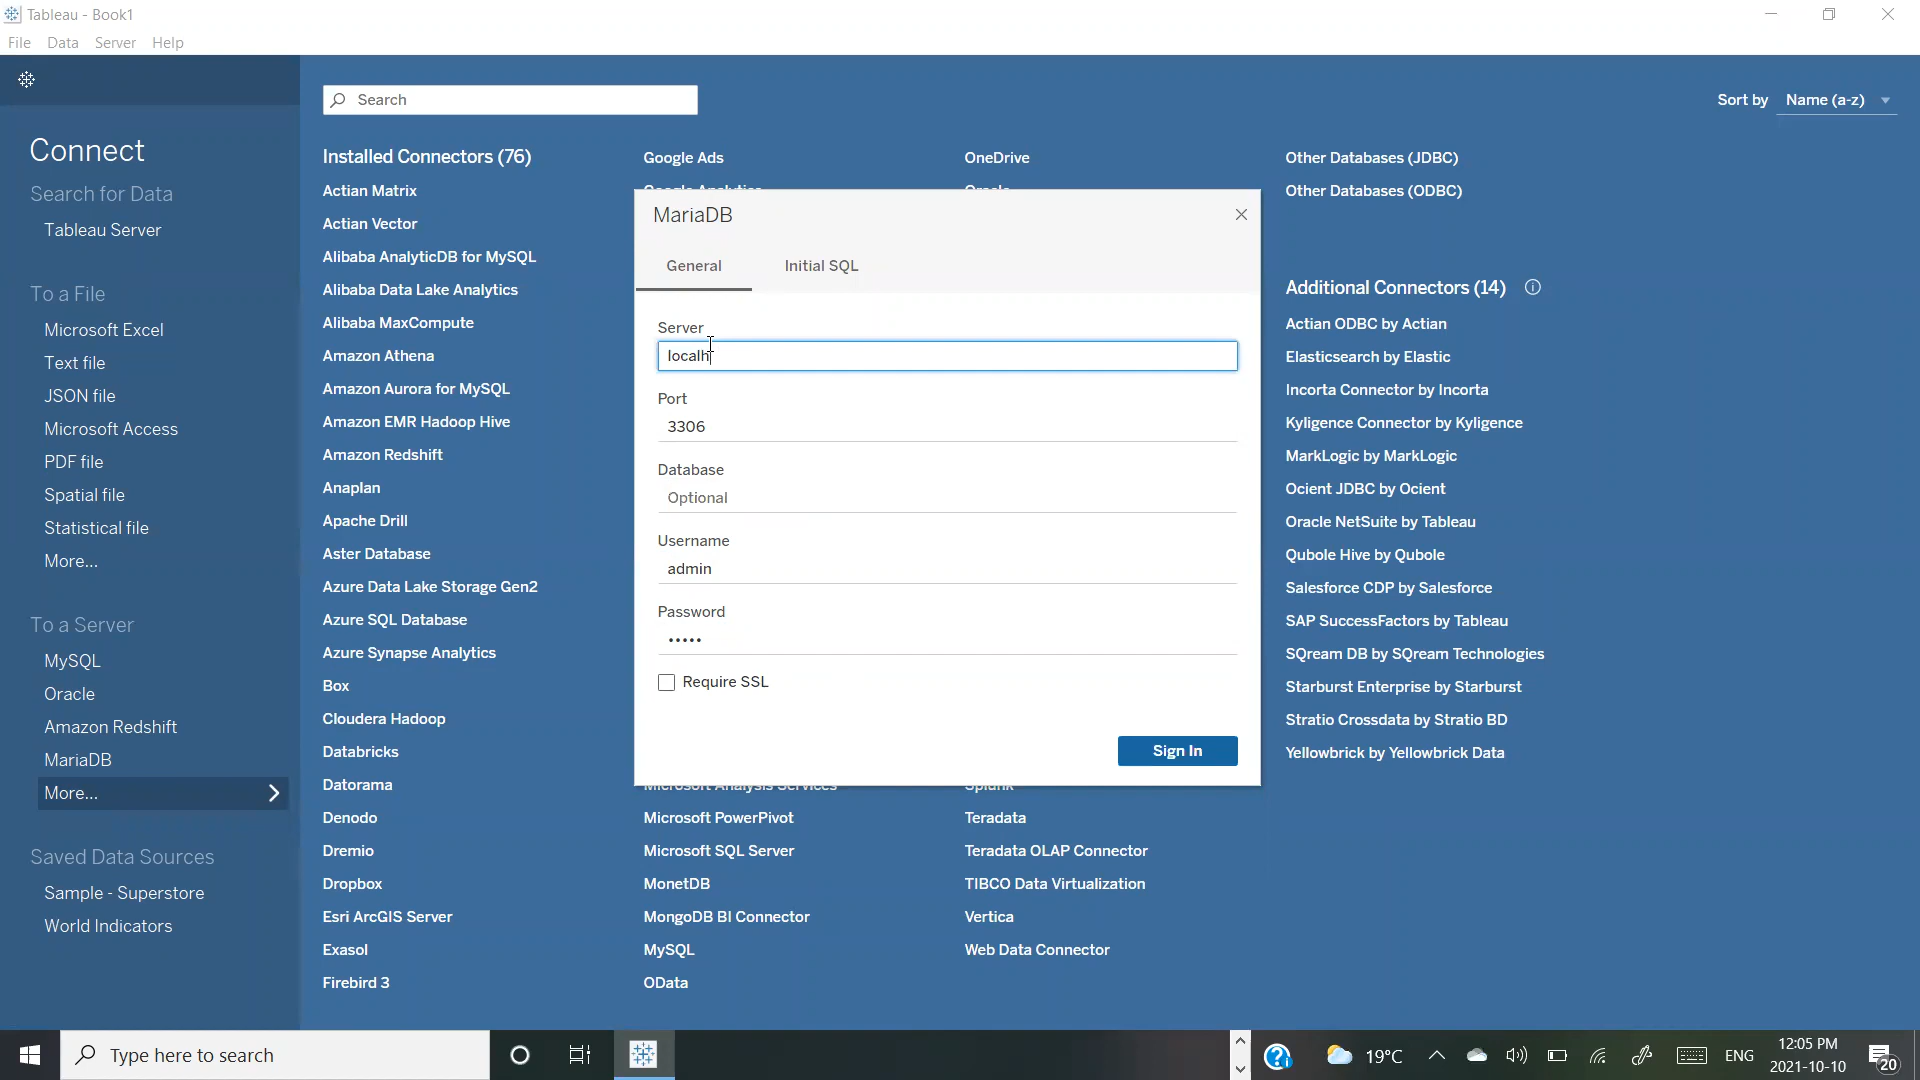 Tableau - Book1
File Data Server Help
Connect
Search for Data
Tableau Server
To a File
Microsoft Excel
Text file
JSON file
Microsoft Access
PDF file
Spatial file
Statistical file
More...
To a Server
MySQL
Oracle
Amazon Redshift
MariaDB
More...
Saved Data Sources
Sample - Superstore
World Indicators
Search
Sort by Name (a-z)
Installed Connectors (76)
Actian Matrix
Actian Vector
Alibaba AnalyticDB for MySQL
Alibaba Data Lake Analytics
Alibaba MaxCompute
Amazon Athena
Amazon Aurora for MySQL
Amazon EMR Hadoop Hive
Amazon Redshift
Anaplan
Apache Drill
Aster Database
Azure Data Lake Storage Gen2
Azure SQL Database
Azure Synapse Analytics
Box
Cloudera Hadoop
Databricks
Datorama
Denodo
Dremio
Dropbox
Esri ArcGIS Server
Exasol
Firebird 3
Google Ads
Google Analytics
MariaDB
General Initial SQL
Server
localh
Port
3306
Database
Optional
Username
admin
Password
•••••
Require SSL
Sign In
Microsoft Analysis Services
Microsoft PowerPivot
Microsoft SQL Server
MonetDB
MongoDB BI Connector
MySQL
OData
OneDrive
Oracle
Splunk
Teradata
Teradata OLAP Connector
TIBCO Data Virtualization
Vertica
Web Data Connector
Other Databases (JDBC)
Other Databases (ODBC)
Additional Connectors (14)
Actian ODBC by Actian
Elasticsearch by Elastic
Incorta Connector by Incorta
Kyligence Connector by Kyligence
MarkLogic by MarkLogic
Ocient JDBC by Ocient
Oracle NetSuite by Tableau
Qubole Hive by Qubole
Salesforce CDP by Salesforce
SAP SuccessFactors by Tableau
SQream DB by SQream Technologies
Starburst Enterprise by Starburst
Stratio Crossdata by Stratio BD
Yellowbrick by Yellowbrick Data
Type here to search
19°C
ENG
12:05 PM
2021-10-10
20